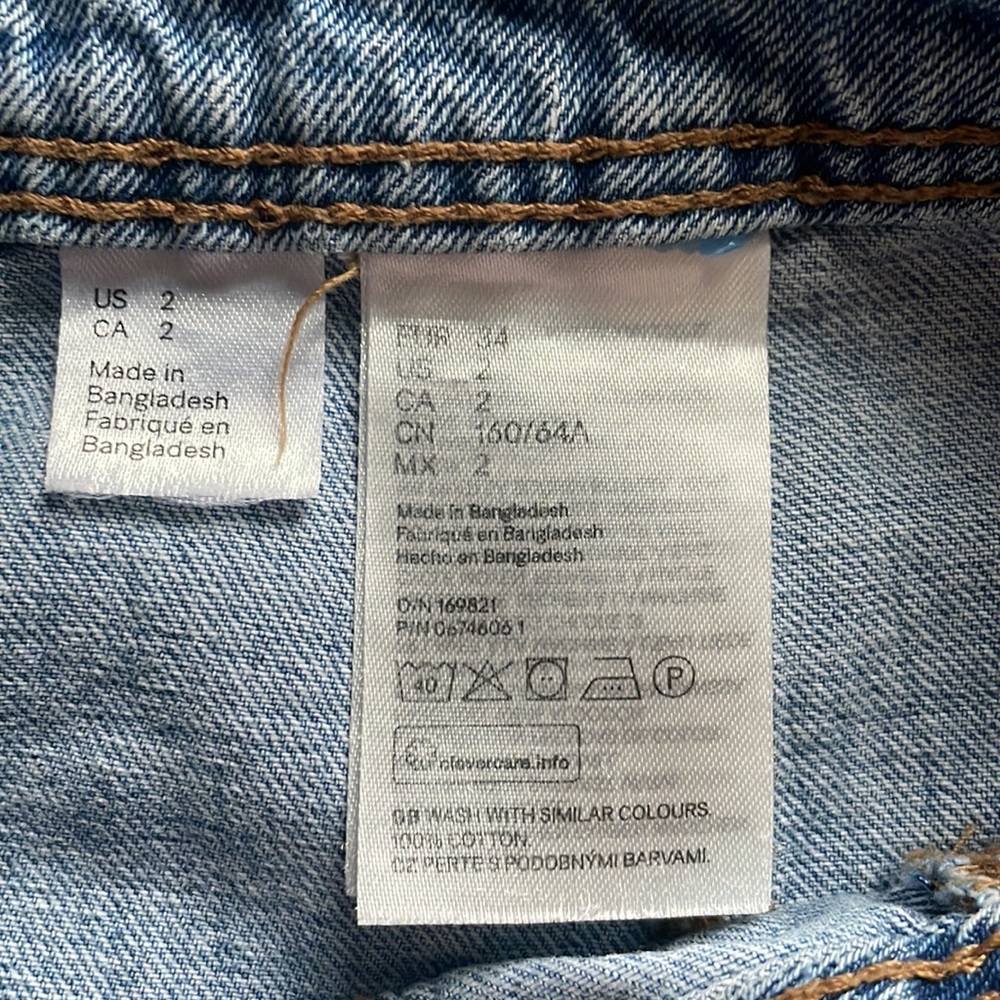 US 2
CA 2
Made in
Bangladesh
Fabriqué en
Bangladesh
EUR 34
US 2
CA 2
CN 160/64A
MX 2
Made in Bangladesh
Fabriqué en Bangladesh
Hecho en Bangladesh
O/N 169821
P/N 0674606 1
40
P
clevercare.info
GB WASH WITH SIMILAR COLOURS.
100% COTTON.
CZ PERTE S PODOBNÝMI BARVAMI.